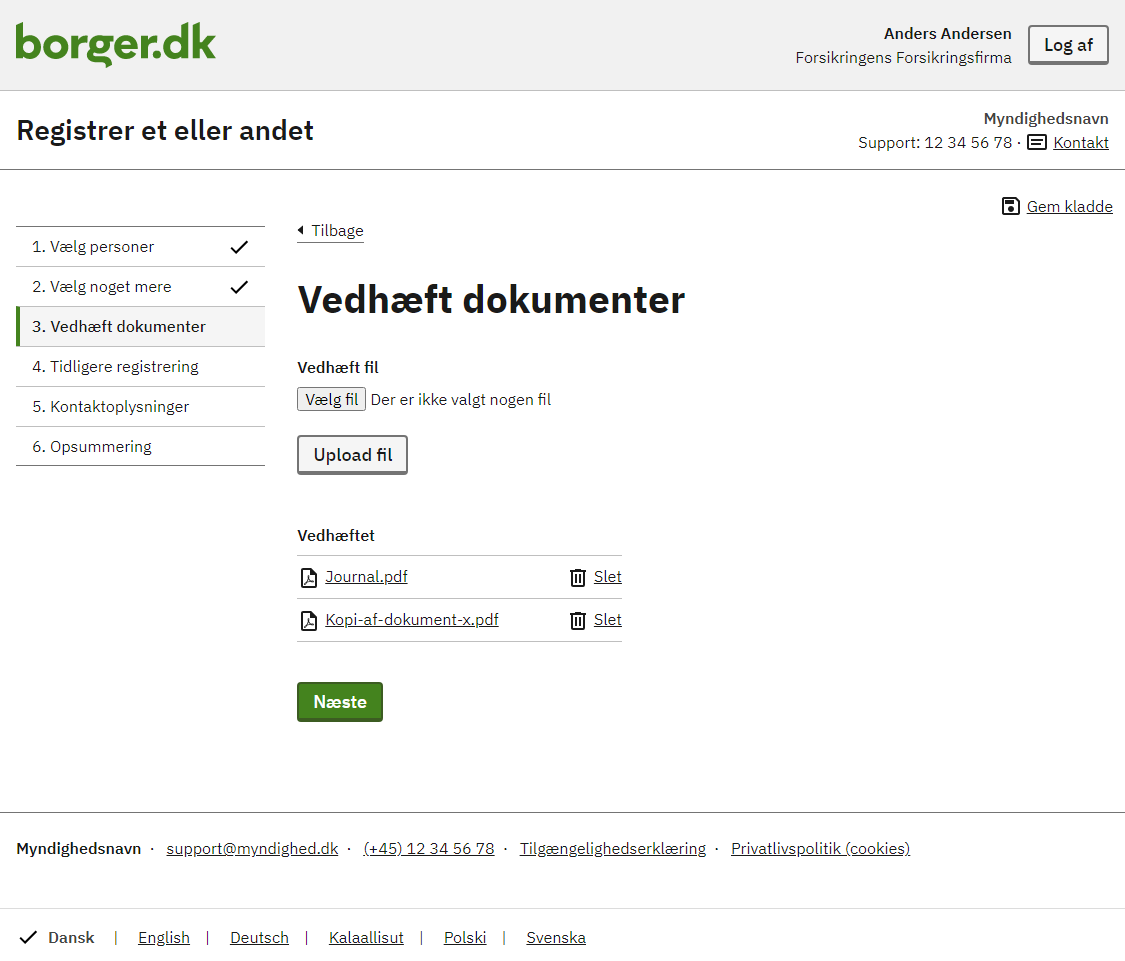 borger.dk
Anders Andersen
Forsikringens Forsikringsfirma
Log af
Registrer et eller andet
Myndighedsnavn
Support: 12 34 56 78 · Kontakt
Gem kladde
1. Vælg personer
2. Vælg noget mere
3. Vedhæft dokumenter
4. Tidligere registrering
5. Kontaktoplysninger
6. Opsummering
Tilbage
Vedhæft dokumenter
Vedhæft fil
Vælg fil Der er ikke valgt nogen fil
Upload fil
Vedhæftet
Journal.pdf Slet
Kopi-af-dokument-x.pdf Slet
Næste
Myndighedsnavn · support@myndighed.dk · (+45) 12 34 56 78 · Tilgængelighedserklæring · Privatlivspolitik (cookies)
Dansk | English | Deutsch | Kalaallisut | Polski | Svenska